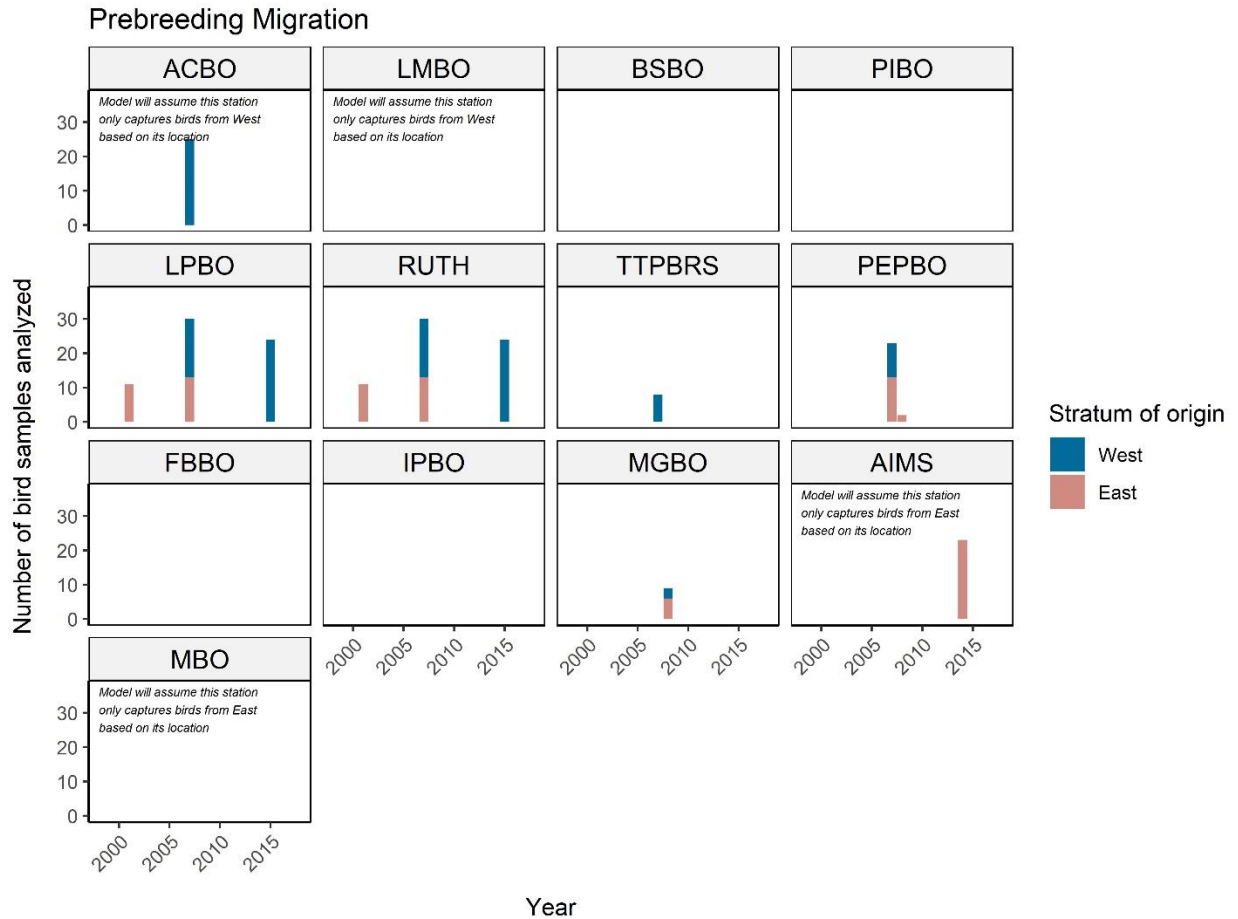 Prebreeding Migration
ACBO
LMBO
BSBO
PIBO
Model will assume this station
only captures birds from West
based on its location
Model will assume this station
only captures birds from West
based on its location
30
20
10
0
LPBO
RUTH
TTPBRS
PEPBO
30
20
10
0
FBBO
IPBO
MGBO
AIMS
Model will assume this station
only captures birds from East
based on its location
30
20
10
0
MBO
2000
2005
2010
2015
2000
2005
2010
2015
2000
2005
2010
2015
Model will assume this station
only captures birds from East
based on its location
30
20
10
0
2000
2005
2010
2015
Year
Number of bird samples analyzed
Stratum of origin
West
East